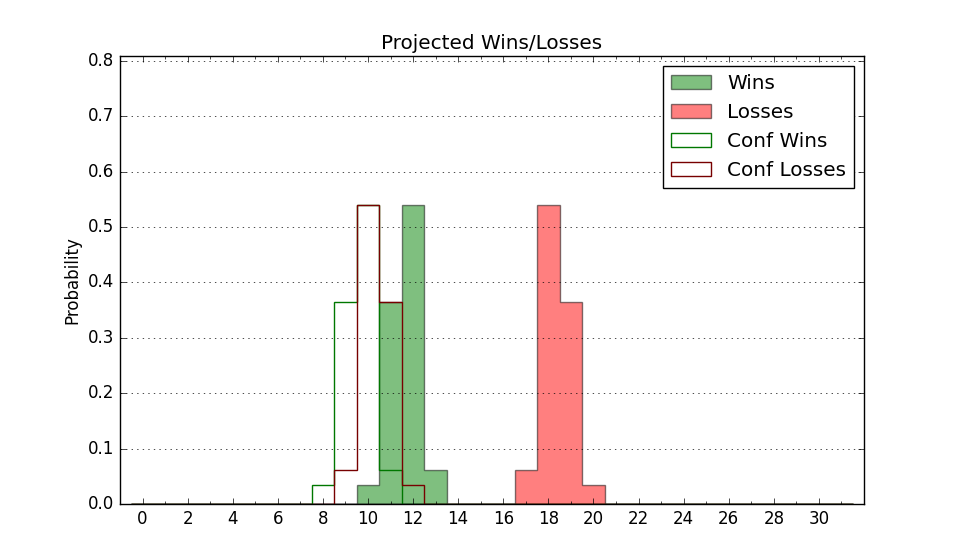 Projected Wins/Losses
0.8
0.7
0.6
0.5
0.4
0.3
0.2
0.1
0.0
Probability
Wins
Losses
Conf Wins
Conf Losses
0 2 4 6 8 10 12 14 16 18 20 22 24 26 28 30